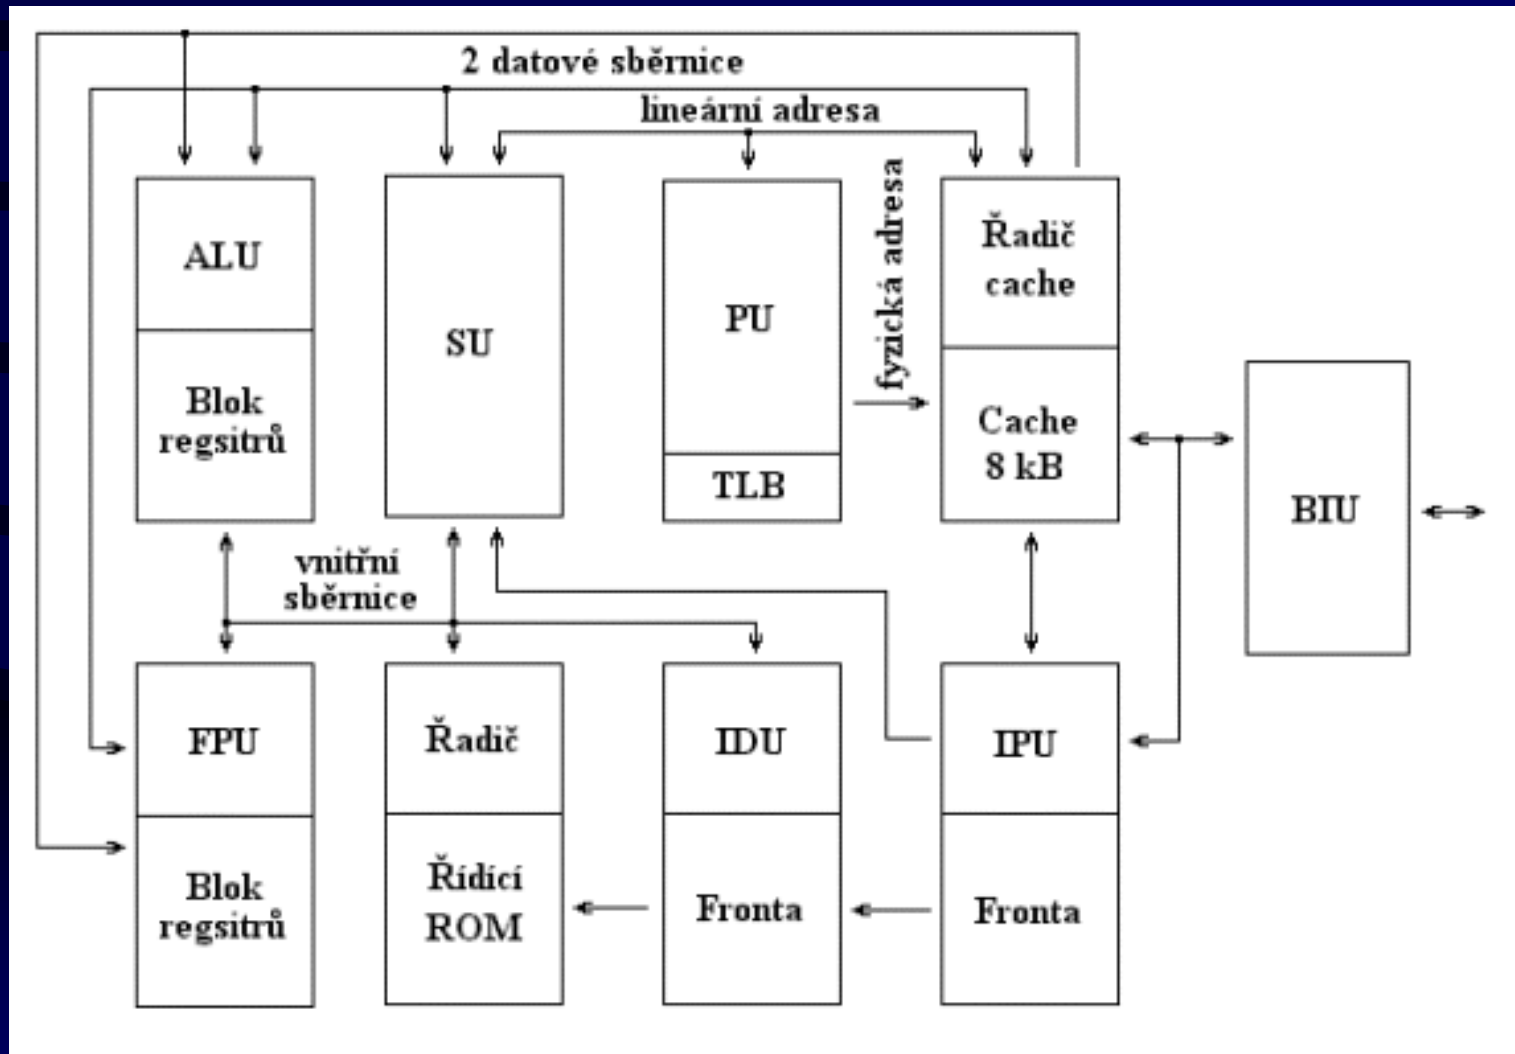 2 datové sběrnice
lineární adresa
ALU
Blok
regsitrů
SU
PU
TLB
fyzická adresa
Řadič
cache
Cache
8 kB
BIU
vnitřní
sběrnice
FPU
Blok
regsitrů
Řadič
Řídící
ROM
IDU
Fronta
IPU
Fronta